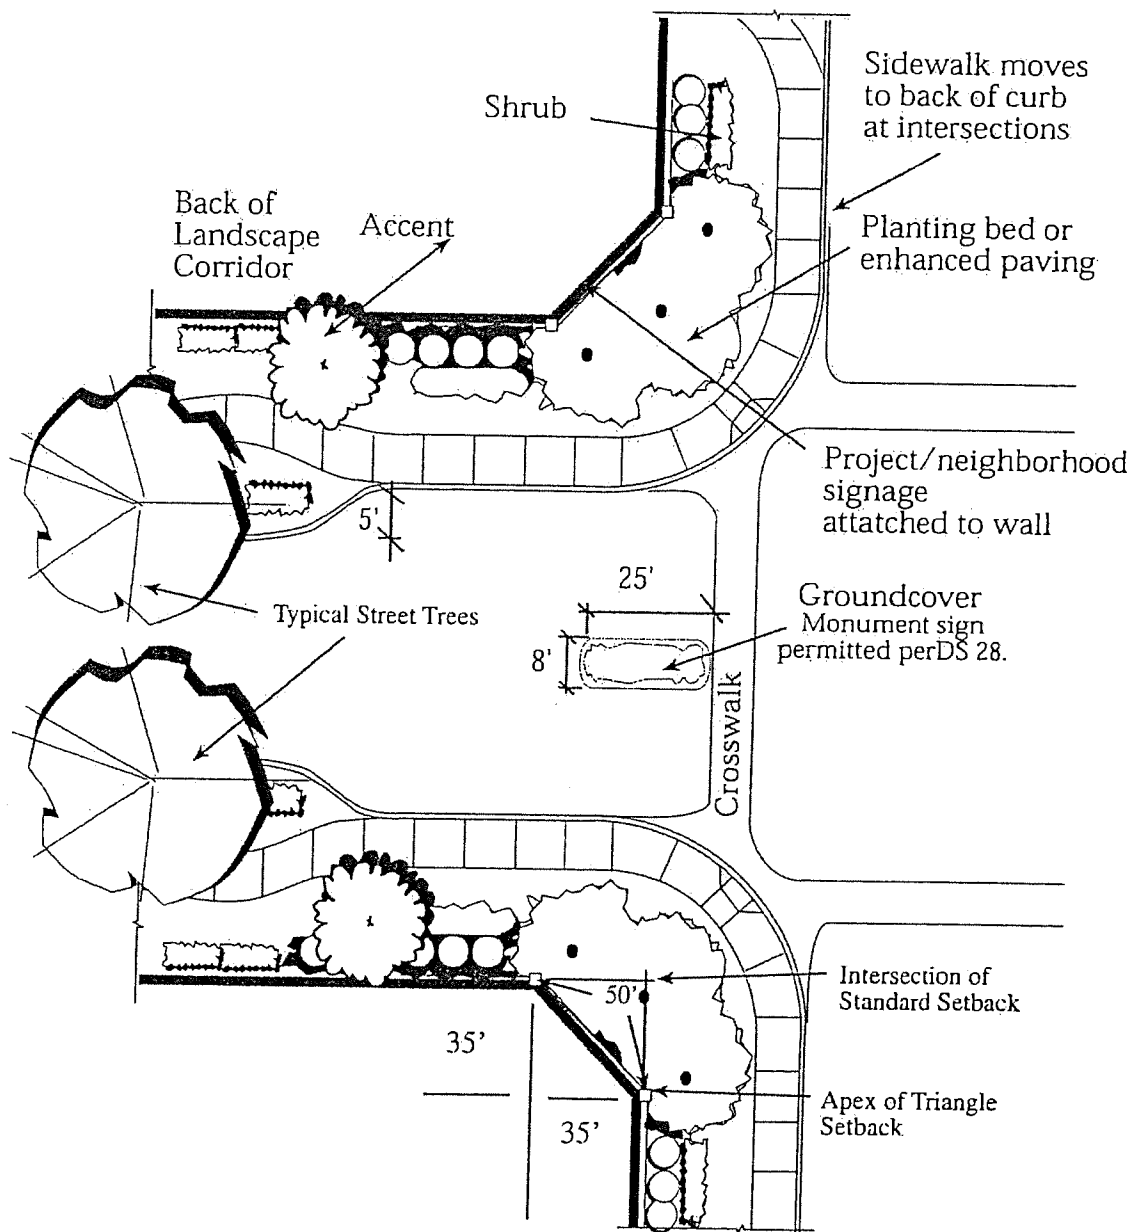 Sidewalk moves
to back of curb
at intersections
Shrub
Back of
Landscape
Corridor
Accent
Planting bed or
enhanced paving
Project/neighborhood
signage
attatched to wall
5'
25'
Groundcover
Monument sign
permitted perDS 28.
Typical Street Trees
8'
Crosswalk
Intersection of
Standard Setback
50'
35'
35'
Apex of Triangle
Setback